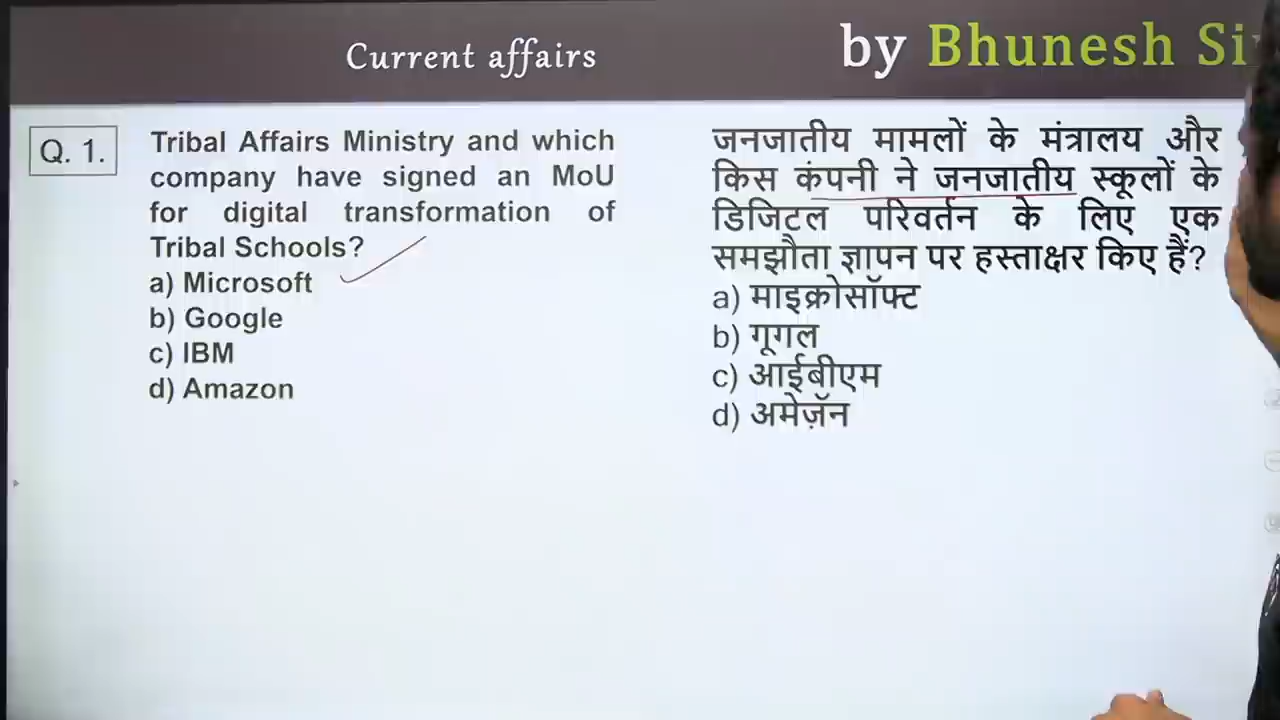 Current affairs
by Bhunesh
Q. 1.
Tribal Affairs Ministry and which
company have signed an MoU
for digital transformation of
Tribal Schools?
a) Microsoft
b) Google
c) IBM
d) Amazon
जनजातीय मामलों के मंत्रालय और
किस कंपनी ने जनजातीय स्कूलों के
डिजिटल परिवर्तन के लिए एक
समझौता ज्ञापन पर हस्ताक्षर किए हैं?
a) माइक्रोसॉफ्ट
b) गूगल
c) आईबीएम
d) अमेज़ॅन